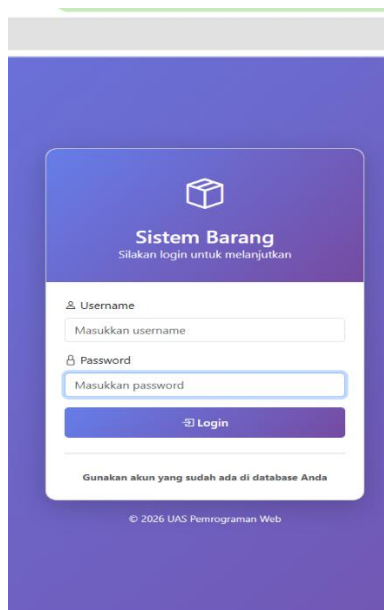 Sistem Barang
Silakan login untuk melanjutkan
Username
Masukkan username
Password
Masukkan password
Login
Gunakan akun yang sudah ada di database Anda
© 2026 UAS Pemrograman Web